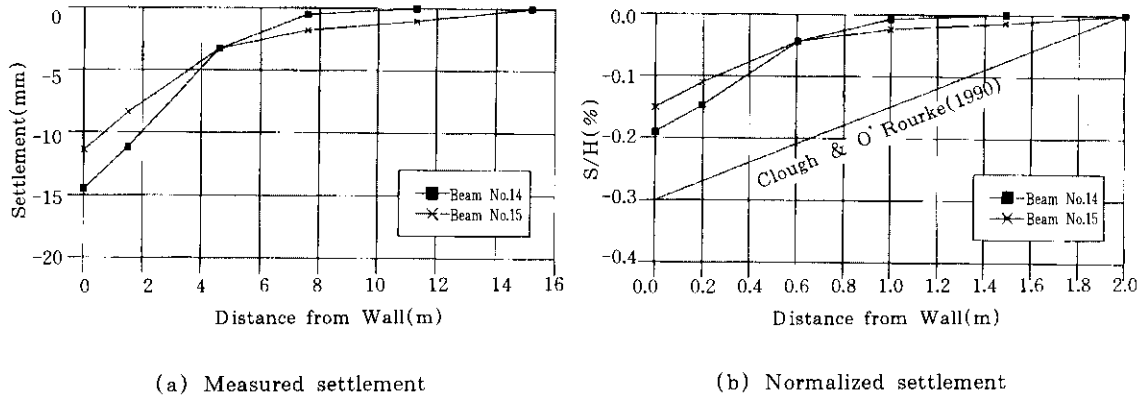 0
−5
−10
−15
−20
Settlement(mm)
Beam No.14
Beam No.15
0 2 4 6 8 10 12 14 16
Distance from Wall(m)
(a) Measured settlement
0.0
−0.1
−0.2
−0.3
−0.4
S/H(%)
Clough & O' Rourke(1990)
Beam No.14
Beam No.15
0.0 0.2 0.4 0.6 0.8 1.0 1.2 1.4 1.6 1.8 2.0
Distance from Wall(m)
(b) Normalized settlement